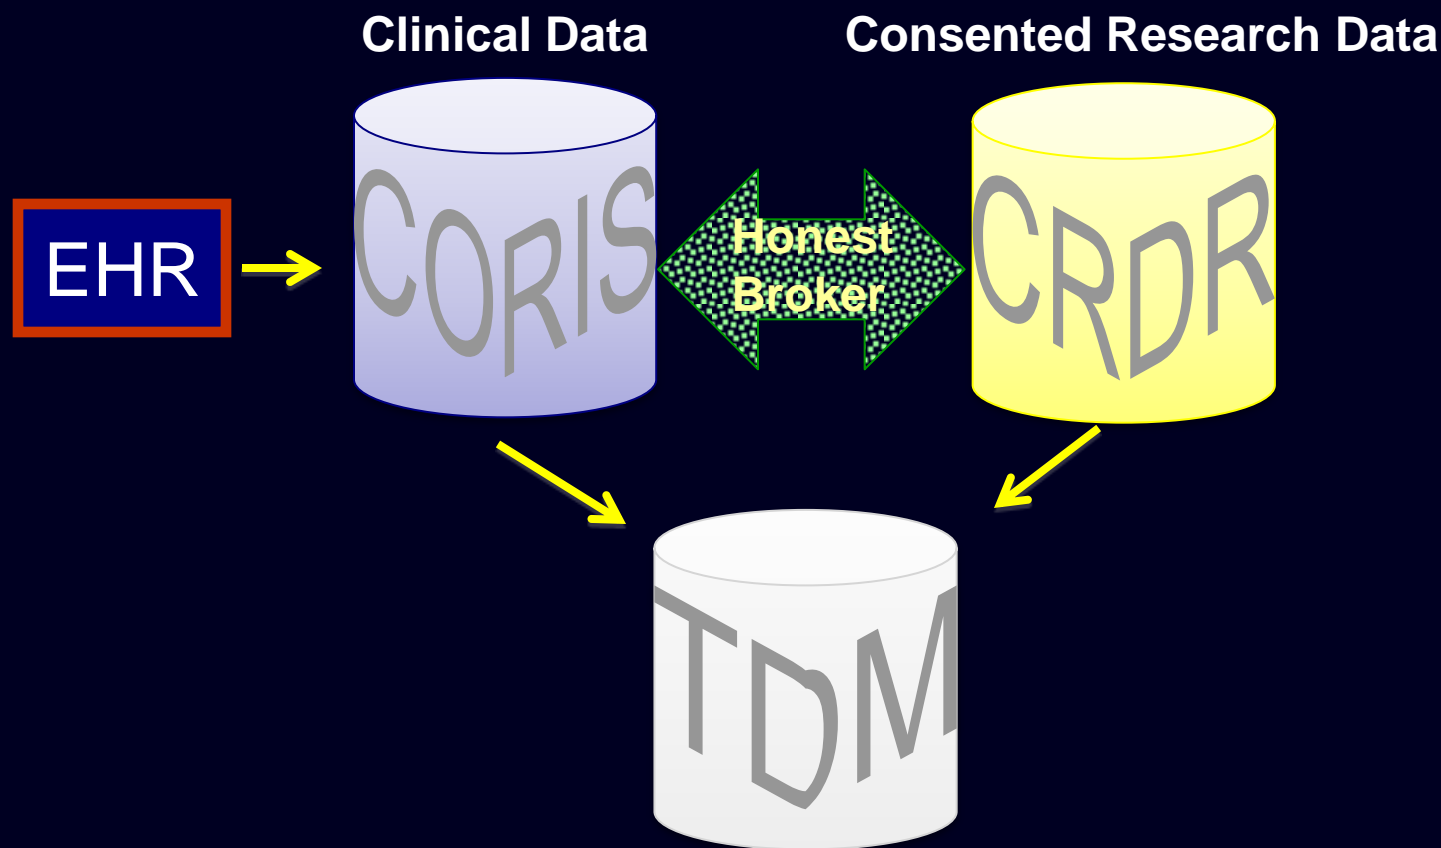 Clinical Data
Consented Research Data
EHR
CORIS
Honest
Broker
CRDR
TDM